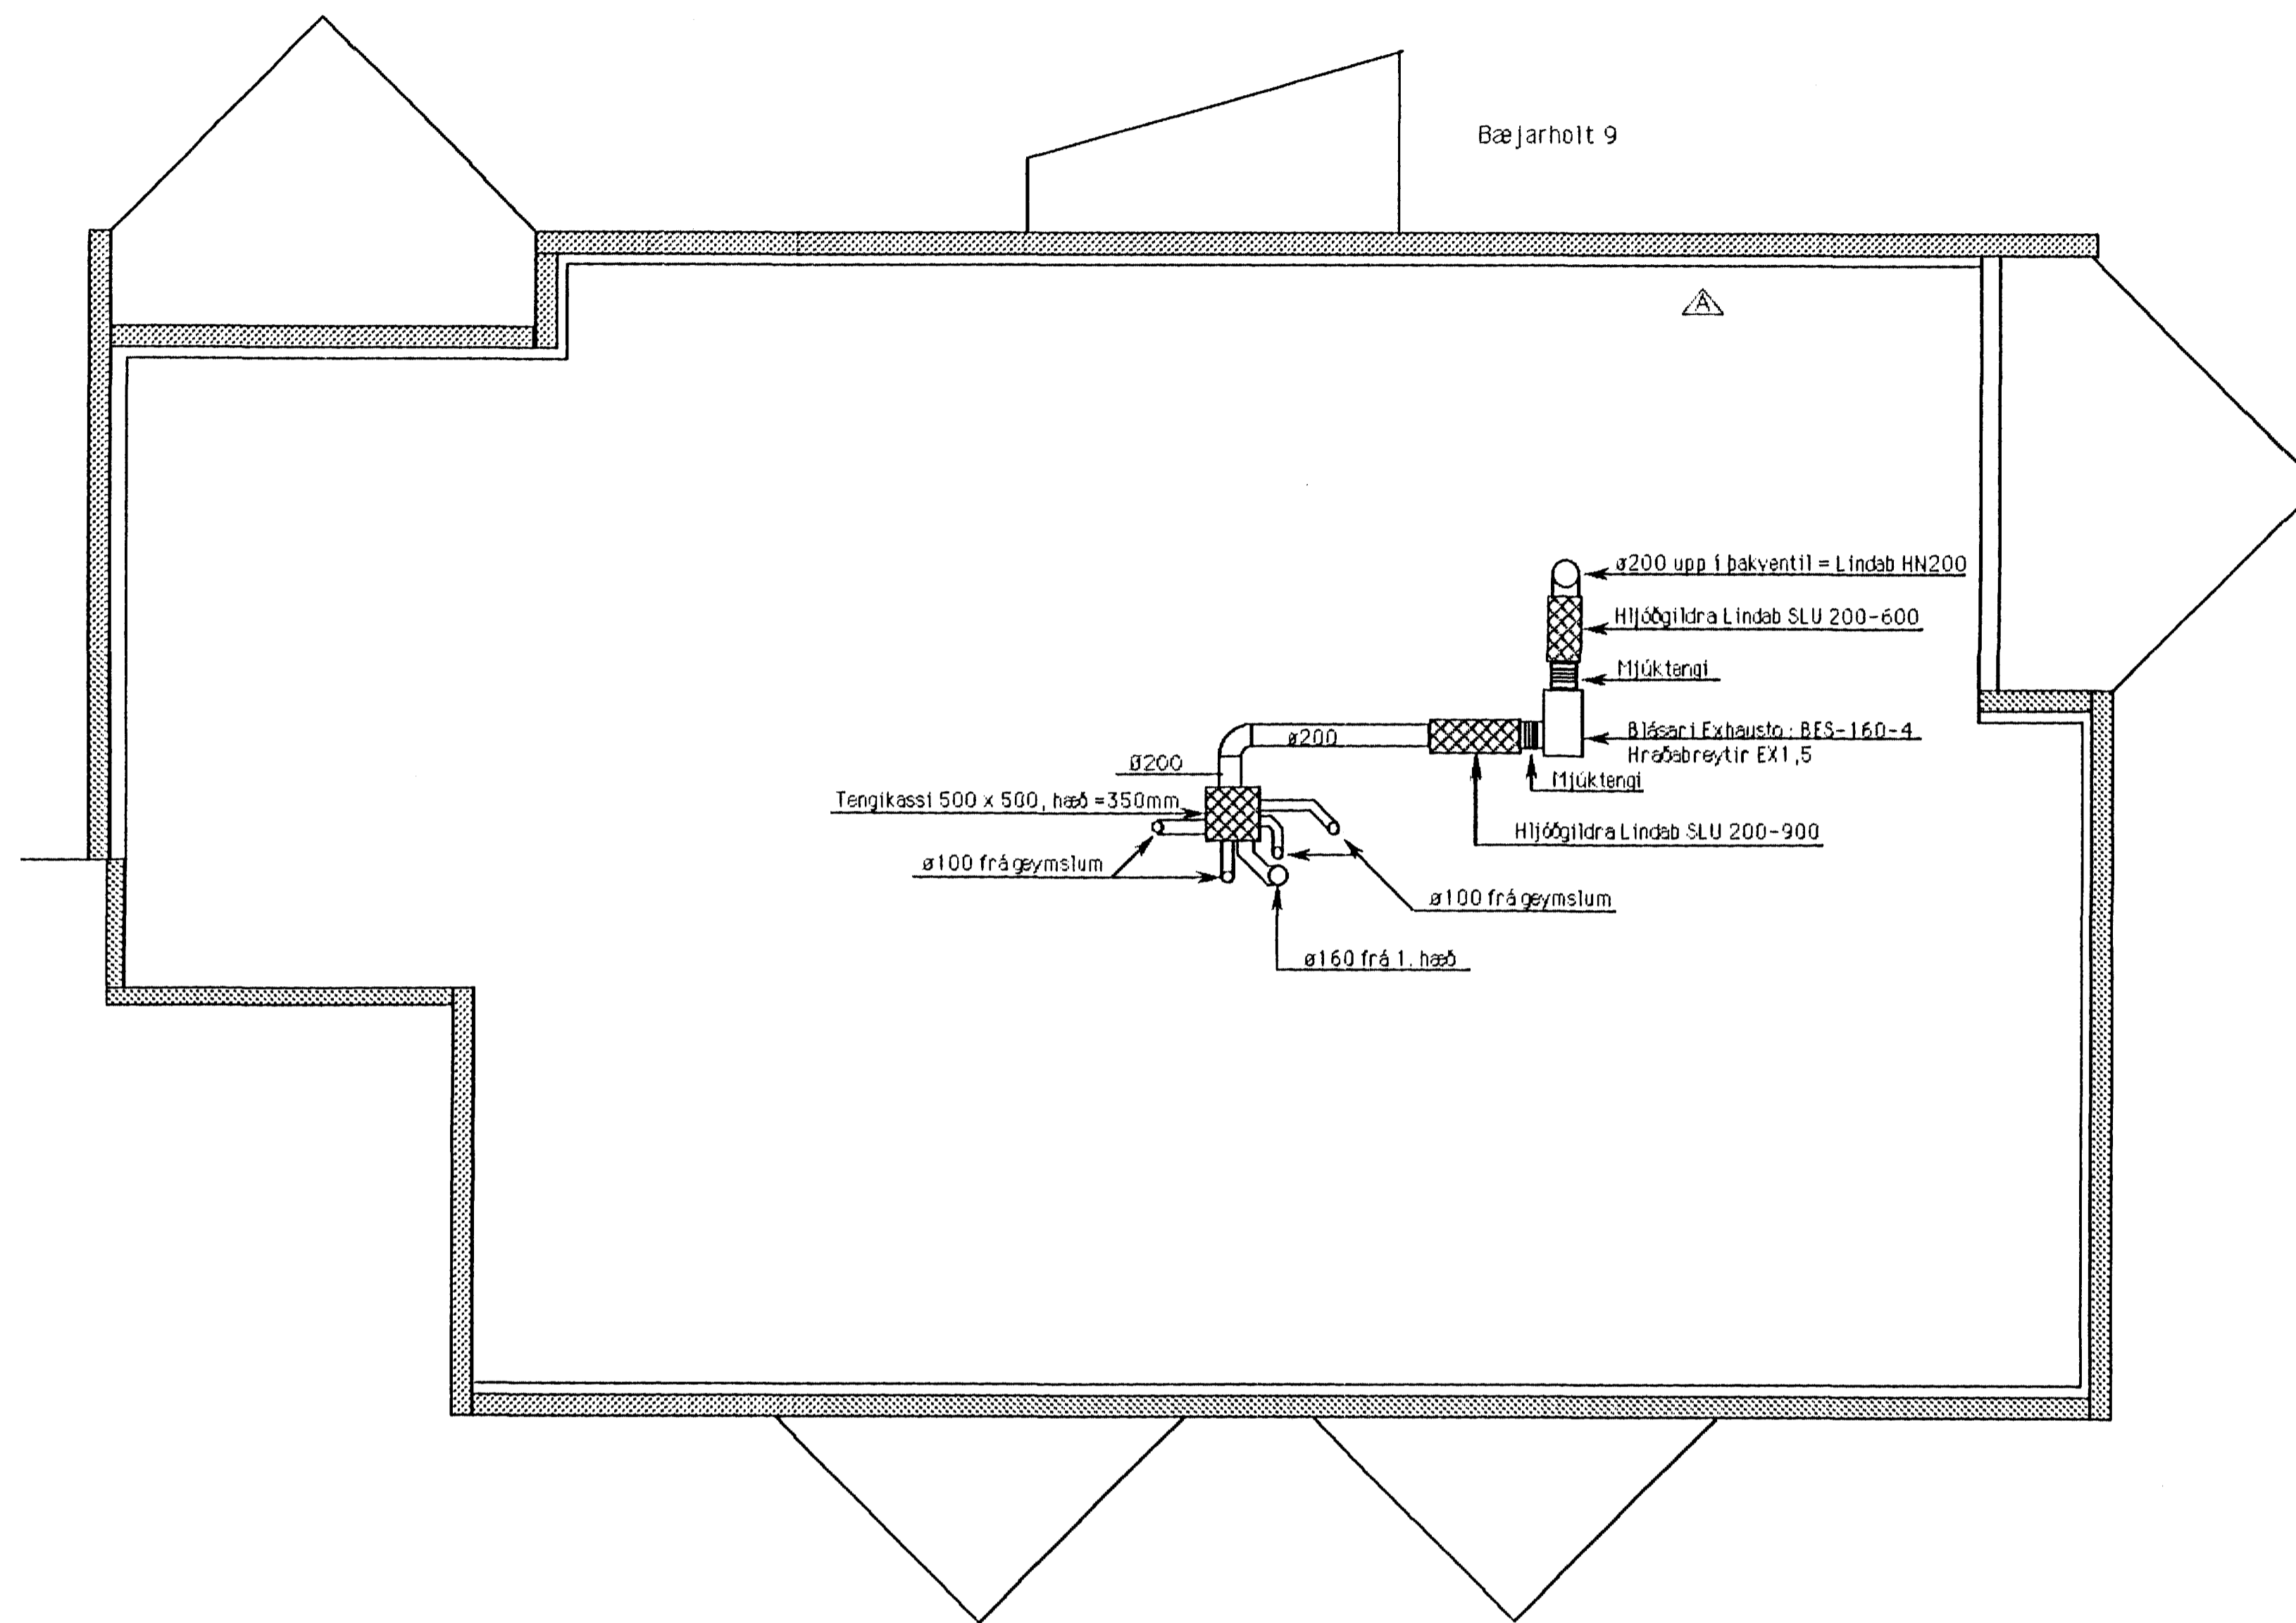 Bæjarholt 9
A
ø200 upp í þakventil = Lindab HN200
Hljóðgildra Lindab SLU 200-600
Mjúktengi
Blásari Exhausto : BES-160-4
Hraðabreytir EX1,5
ø200
Ø200
Mjúktengi
Tengikassi 500 x 500, hæð =350mm
Hljóðgildra Lindab SLU 200-900
ø100 frá geymslum
ø100 frá geymslum
ø160 frá 1. hæð